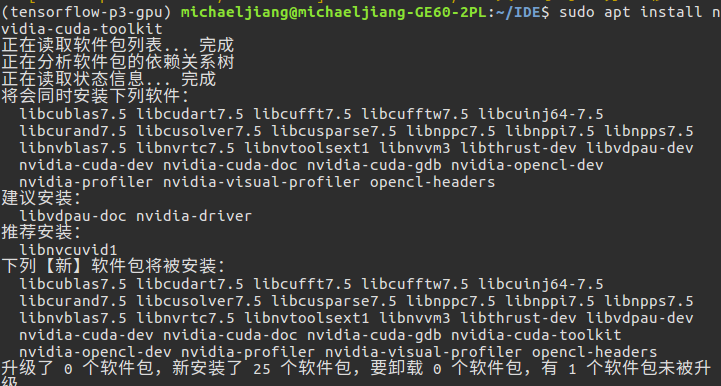 (tensorflow-p3-gpu) michaeljiang@michaeljiang-GE60-2PL:~/IDE$ sudo apt install n
vidia-cuda-toolkit
正在读取软件包列表... 完成
正在分析软件包的依赖关系树
正在读取状态信息... 完成
将会同时安装下列软件：
libcublas7.5 libcudart7.5 libcufft7.5 libcufftw7.5 libcuinj64-7.5
libcurand7.5 libcusolver7.5 libcusparse7.5 libnppc7.5 libnppi7.5 libnpps7.5
libnvblas7.5 libnvrtc7.5 libnvtoolsext1 libnvvm3 libthrust-dev libvdpau-dev
nvidia-cuda-dev nvidia-cuda-doc nvidia-cuda-gdb nvidia-opencl-dev
nvidia-profiler nvidia-visual-profiler opencl-headers
建议安装：
libvdpau-doc nvidia-driver
推荐安装：
libnvcuvid1
下列【新】软件包将被安装：
libcublas7.5 libcudart7.5 libcufft7.5 libcufftw7.5 libcuinj64-7.5
libcurand7.5 libcusolver7.5 libcusparse7.5 libnppc7.5 libnppi7.5 libnpps7.5
libnvblas7.5 libnvrtc7.5 libnvtoolsext1 libnvvm3 libthrust-dev libvdpau-dev
nvidia-cuda-dev nvidia-cuda-doc nvidia-cuda-gdb nvidia-cuda-toolkit
nvidia-opencl-dev nvidia-profiler nvidia-visual-profiler opencl-headers
升级了 0 个软件包，新安装了 25 个软件包，要卸载 0 个软件包，有 1 个软件包未被升
级